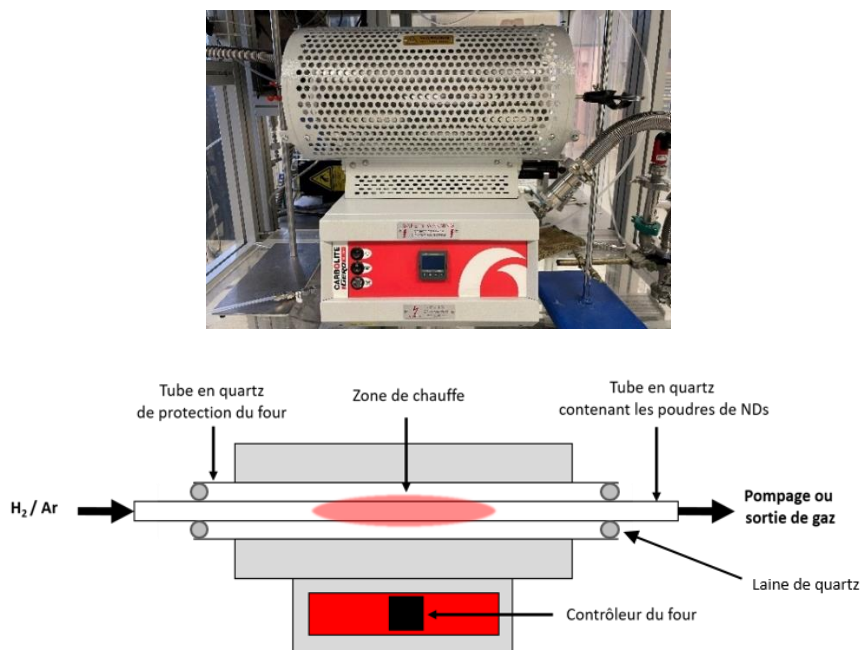 CARBOLITE
Tube en quartz
de protection du four
Zone de chauffe
Tube en quartz
contenant les poudres de NDs
H₂ / Ar
Pompage ou
sortie de gaz
Laine de quartz
Contrôleur du four